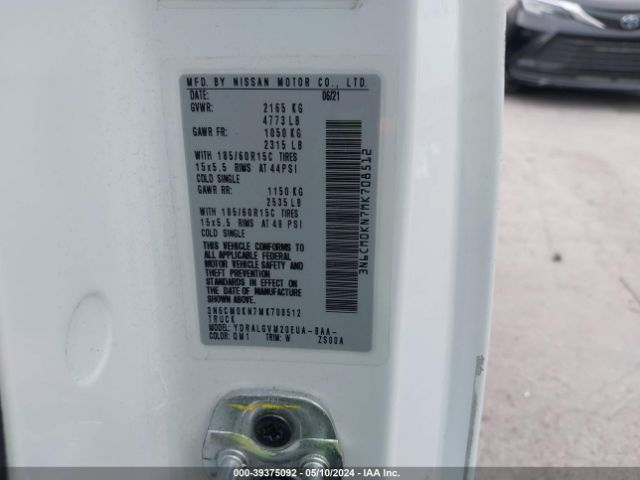 MFD. BY NISSAN MOTOR CO., LTD.
DATE: 06/21
GVWR: 2165 KG
4773 LB
GAWR FR: 1050 KG
2315 LB
WITH 185/60R15C TIRES
15x5.5 RIMS AT 44PSI
COLD SINGLE
GAWR RR: 1150 KG
2535 LB
WITH 185/60R15C TIRES
15x5.5 RIMS AT 48 PSI
COLD SINGLE
THIS VEHICLE CONFORMS TO
ALL APPLICABLE FEDERAL
MOTOR VEHICLE SAFETY AND
THEFT PREVENTION
STANDARDS IN EFFECT ON
THE DATE OF MANUFACTURE
SHOWN ABOVE
3N6CM0KN7MK708512
TRUCK
MODEL: YDRALGVM20EUA-BAA-
COLOR: QM1 TRIM: W ZS00A
3N6CM0KN7MK708512
000-39375092 - 05/10/2024 - IAA Inc.